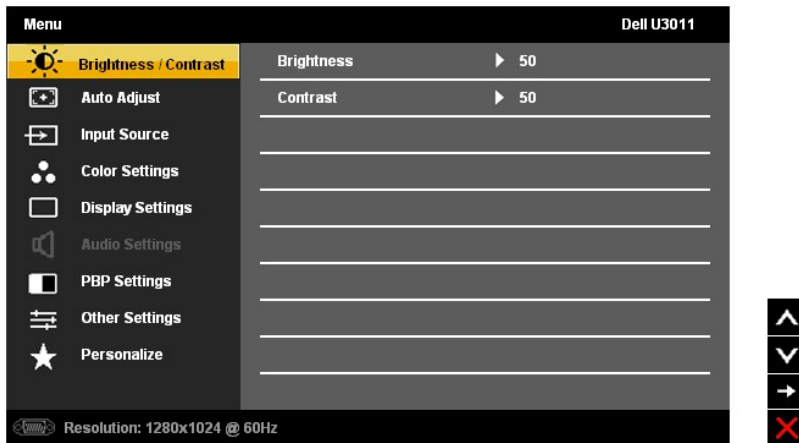 Menu Dell U3011
Brightness / Contrast Brightness 50
Auto Adjust Contrast 50
Input Source
Color Settings
Display Settings
Audio Settings
PBP Settings
Other Settings
Personalize
Resolution: 1280x1024 @ 60Hz